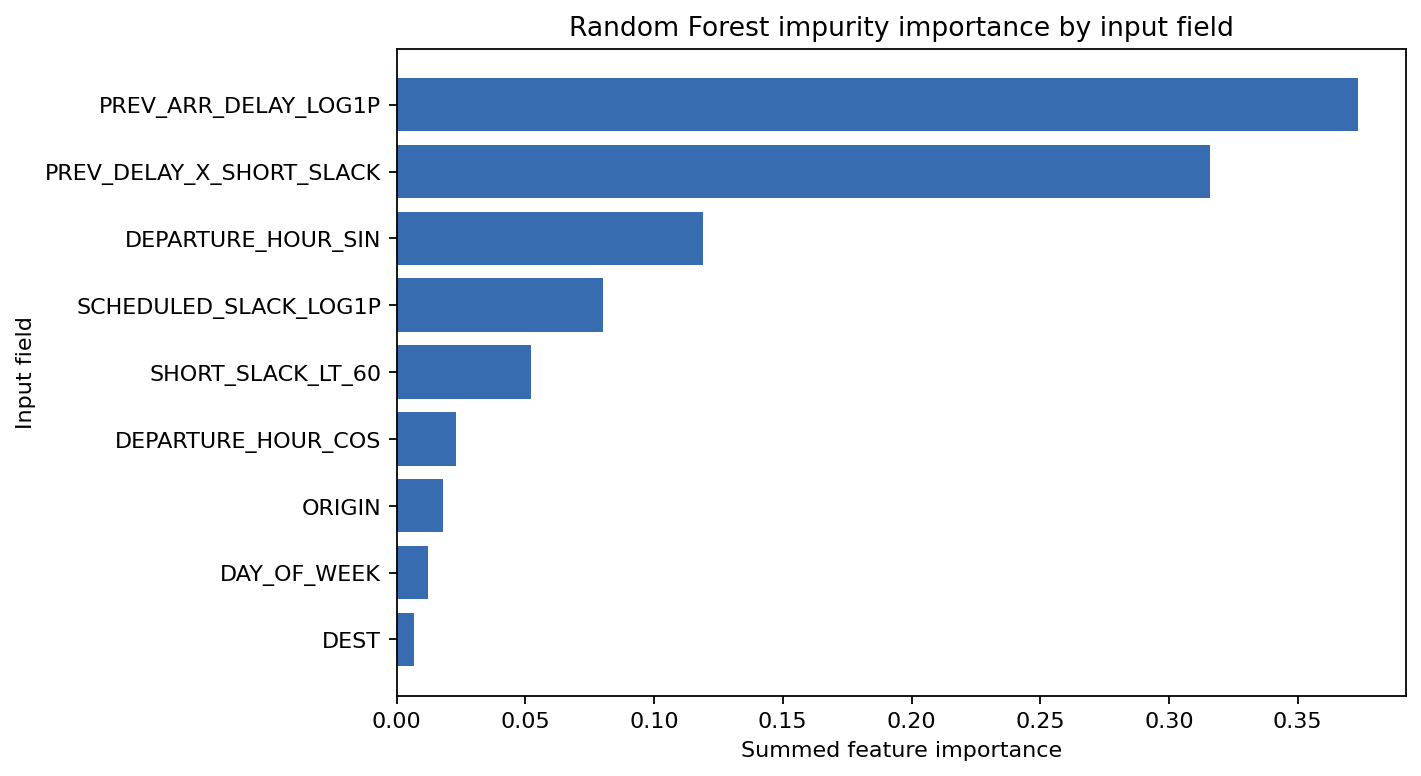 Random Forest impurity importance by input field
Input field
PREV_ARR_DELAY_LOG1P
PREV_DELAY_X_SHORT_SLACK
DEPARTURE_HOUR_SIN
SCHEDULED_SLACK_LOG1P
SHORT_SLACK_LT_60
DEPARTURE_HOUR_COS
ORIGIN
DAY_OF_WEEK
DEST
0.00 0.05 0.10 0.15 0.20 0.25 0.30 0.35
Summed feature importance